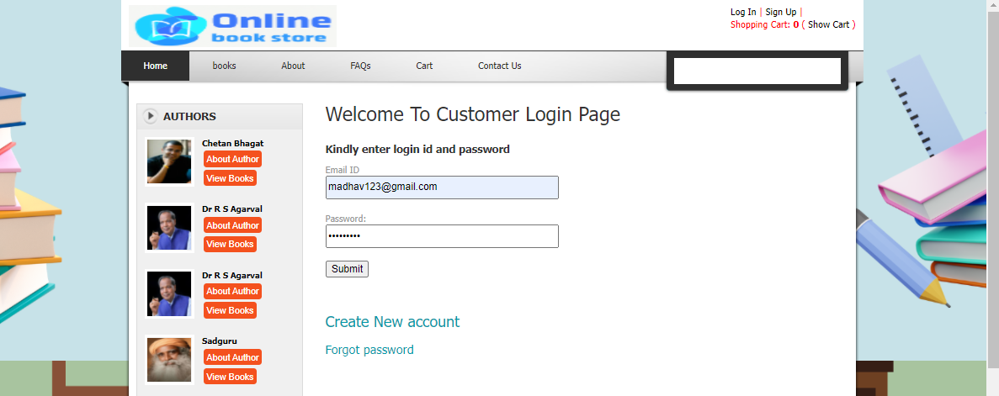 Online
book store
Log In | Sign Up |
Shopping Cart: 0 ( Show Cart )
Home books About FAQs Cart Contact Us
AUTHORS
Chetan Bhagat
About Author
View Books
Dr R S Agarval
About Author
View Books
Dr R S Agarval
About Author
View Books
Sadguru
About Author
View Books
Welcome To Customer Login Page
Kindly enter login id and password
Email ID
madhav123@gmail.com
Password:
•••••••••
Submit
Create New account
Forgot password